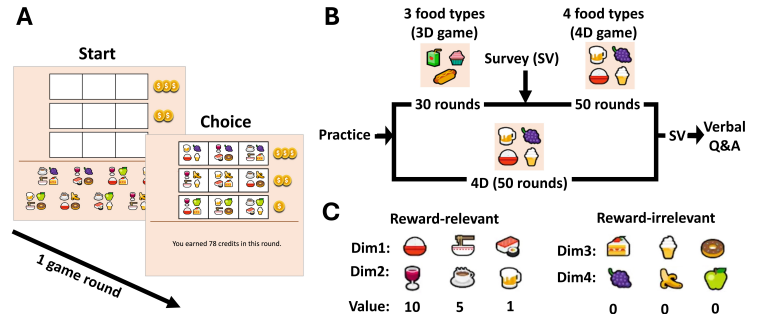 A
Start
Choice
You earned 78 credits in this round.
1 game round
B
3 food types
(3D game)
4 food types
(4D game)
Survey (SV)
30 rounds
50 rounds
Practice
SV
Verbal
Q&A
4D (50 rounds)
C
Reward-relevant
Reward-irrelevant
Dim1:
Dim2:
Value: 10 5 1
Dim3:
Dim4:
0 0 0